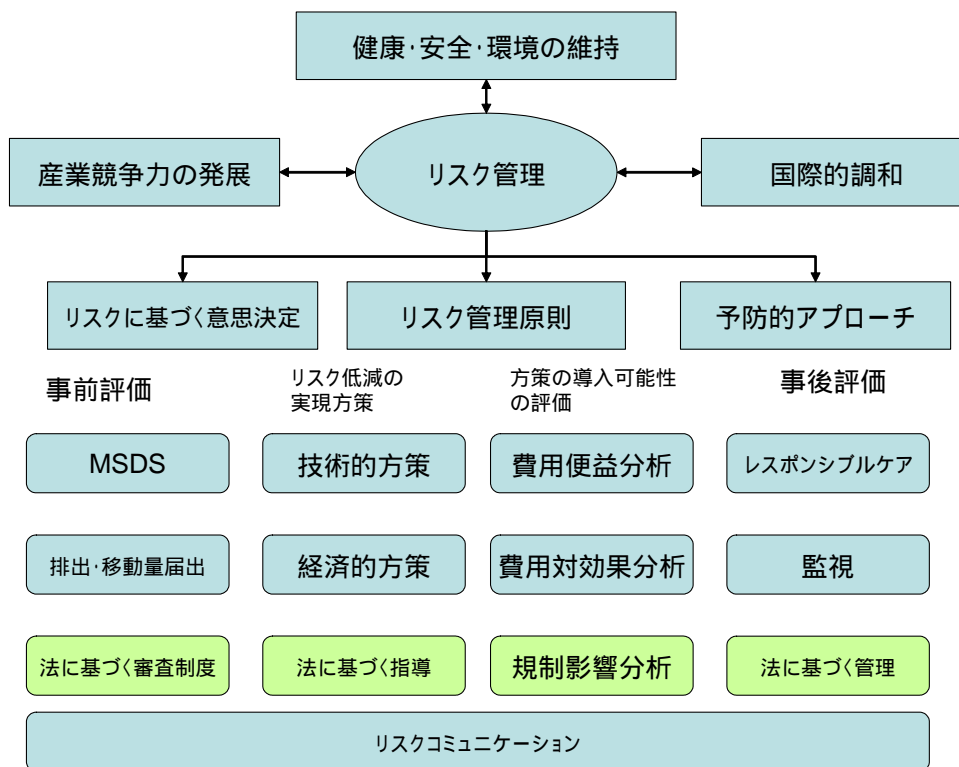 健康･安全･環境の維持
産業競争力の発展
リスク管理
国際的調和
リスクに基づく意思決定
リスク管理原則
予防的アプローチ
事前評価
リスク低減の
実現方策
方策の導入可能性
の評価
事後評価
MSDS
技術的方策
費用便益分析
レスポンシブルケア
排出･移動量届出
経済的方策
費用対効果分析
監視
法に基づく審査制度
法に基づく指導
規制影響分析
法に基づく管理
リスクコミュニケーション